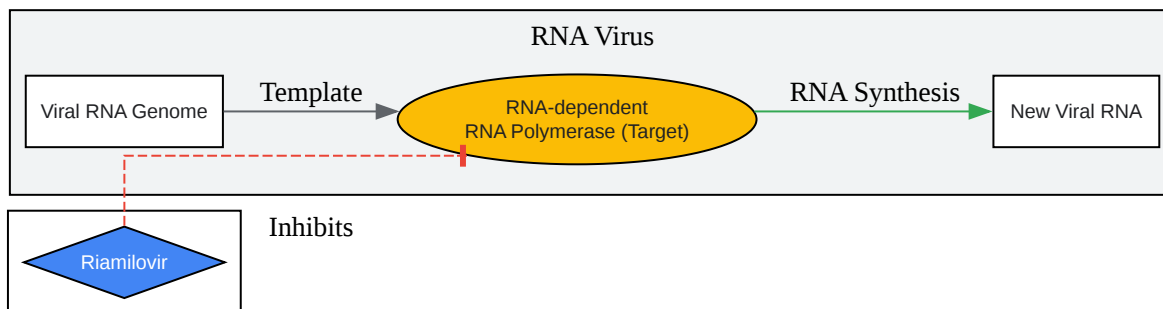 RNA Virus
Viral RNA Genome
Template
RNA-dependent
RNA Polymerase (Target)
RNA Synthesis
New Viral RNA
Inhibits
Riamilovir